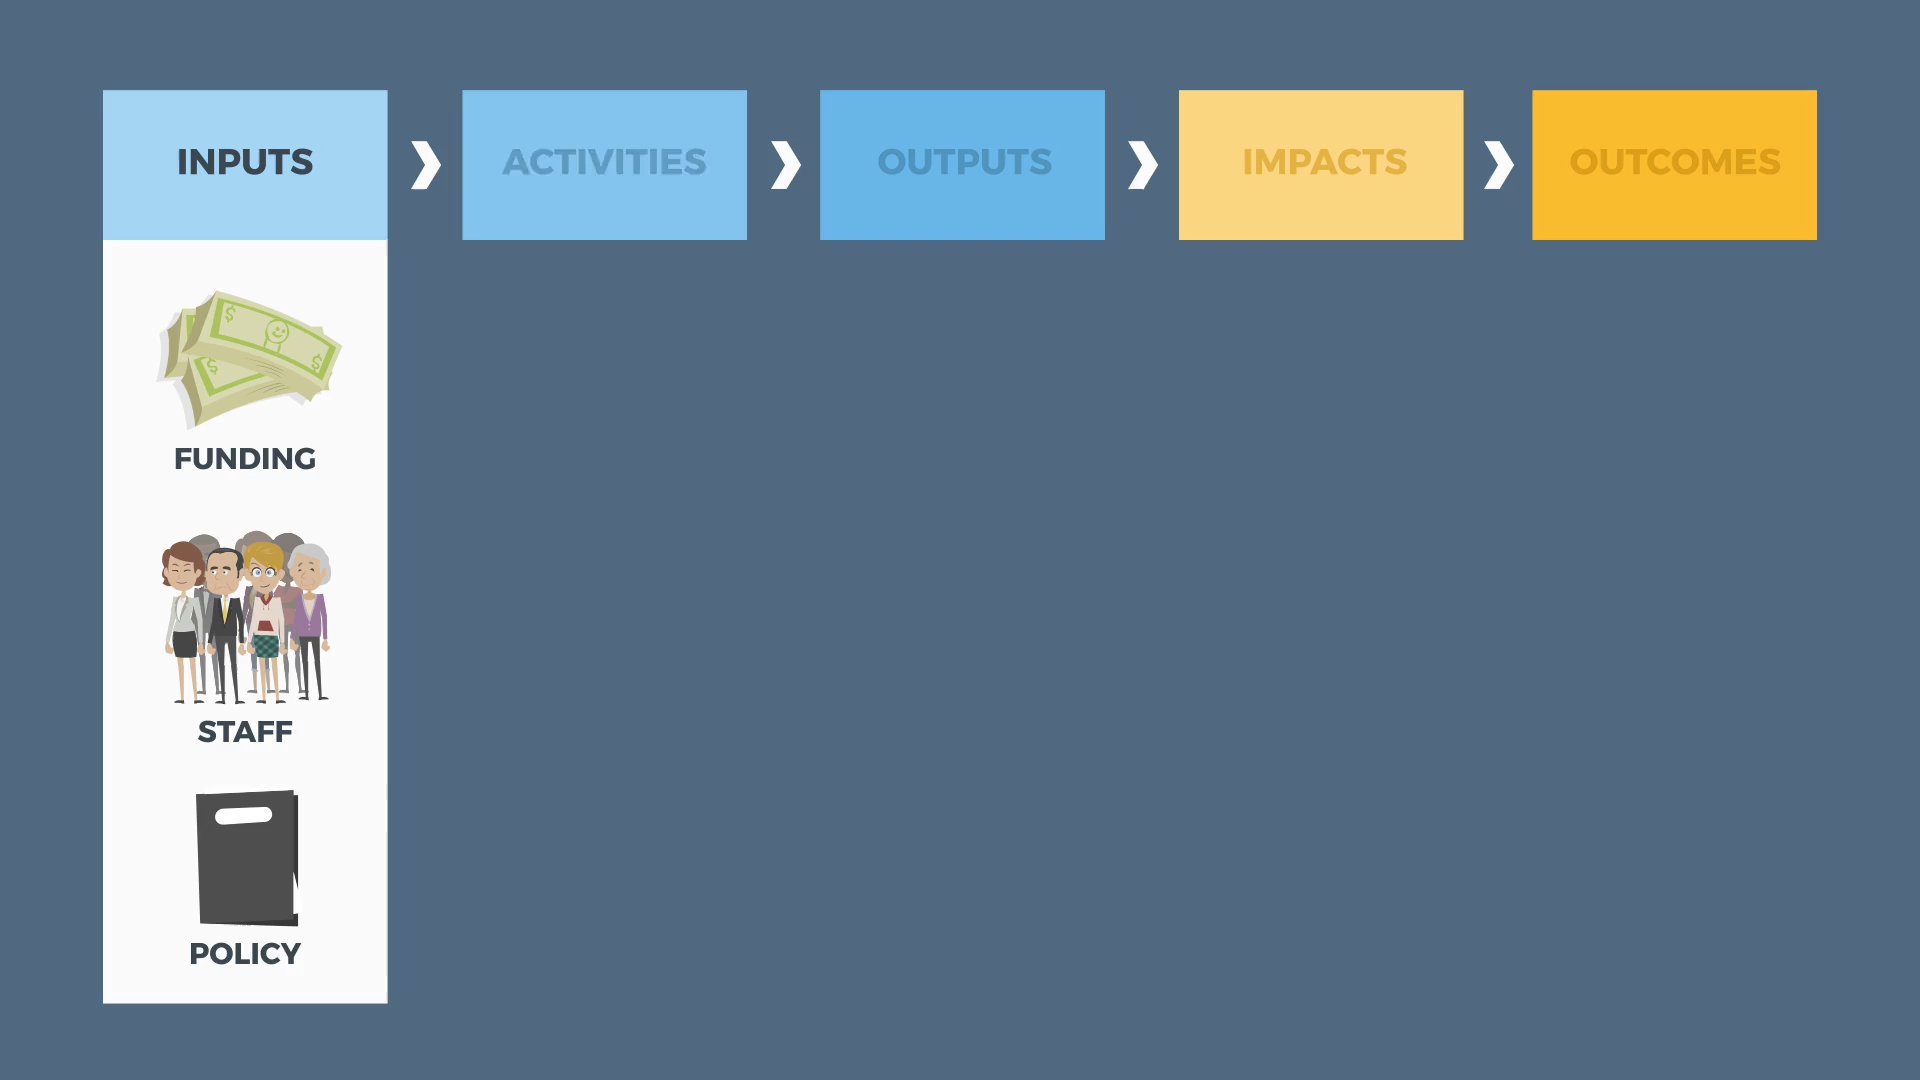 INPUTS
ACTIVITIES
OUTPUTS
IMPACTS
OUTCOMES
$
$
$
FUNDING
STAFF
POLICY